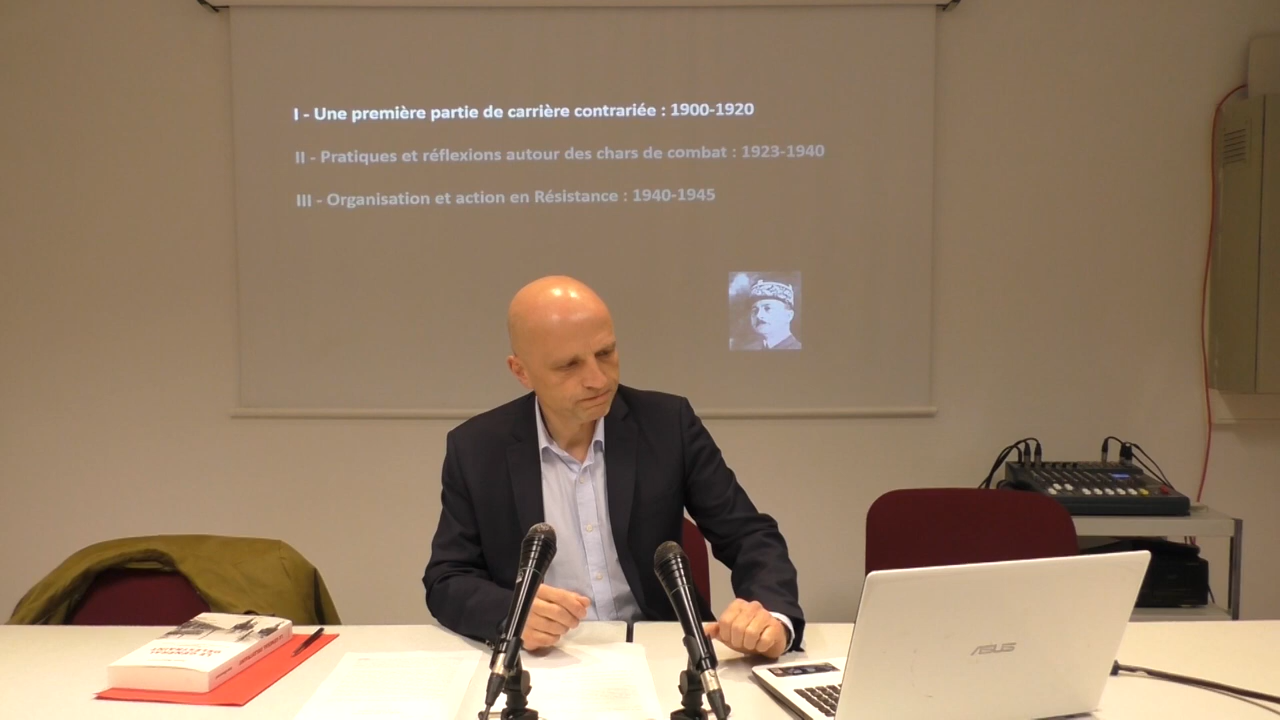 I - Une première partie de carrière contrariée : 1900-1920
II - Pratiques et réflexions autour des chars de combat : 1923-1940
III - Organisation et action en Résistance : 1940-1945
ASUS